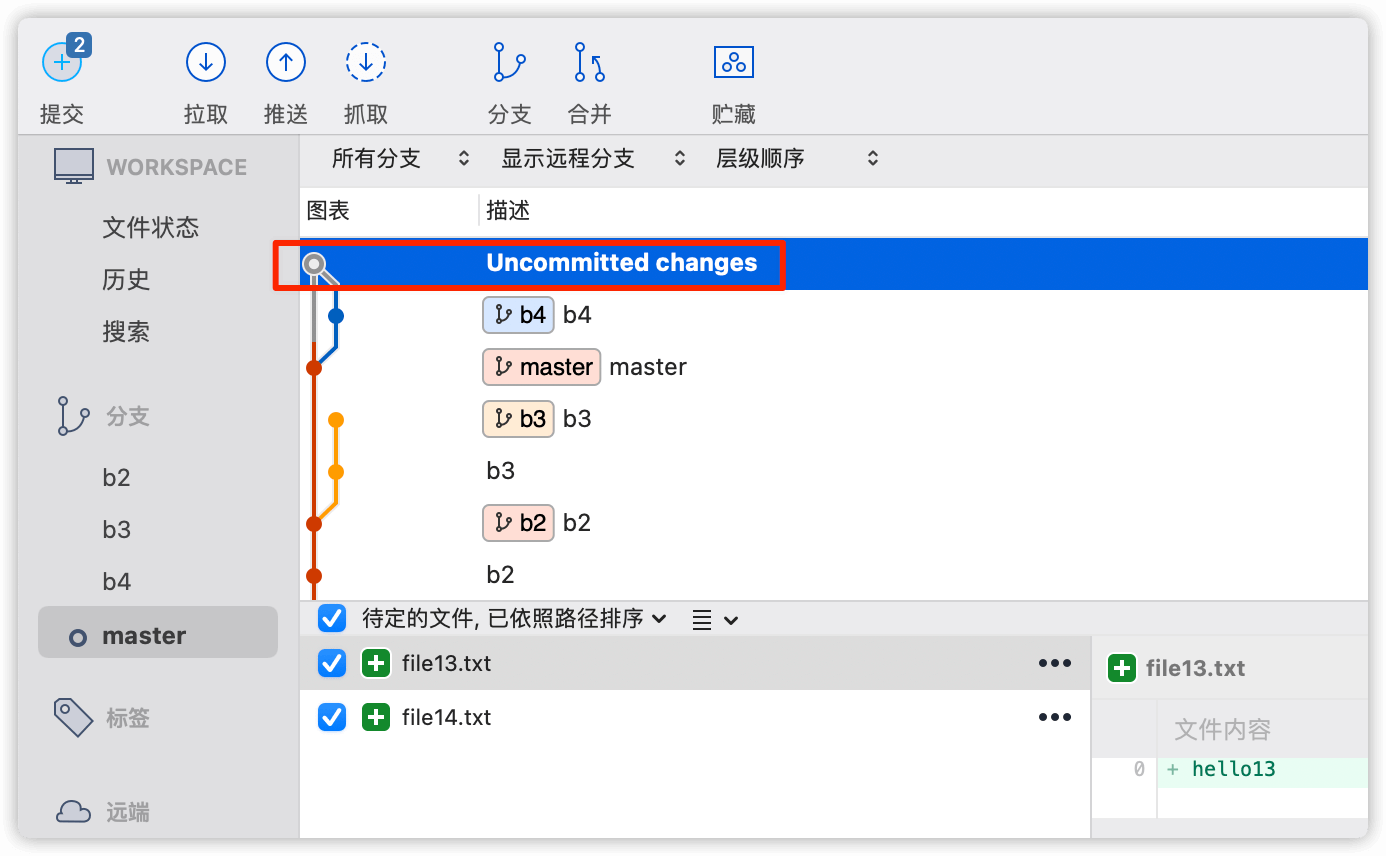 2
提交
拉取
推送
抓取
分支
合并
贮藏
WORKSPACE
文件状态
历史
搜索
分支
b2
b3
b4
master
标签
远端
所有分支
显示远程分支
层级顺序
图表 描述
Uncommitted changes
b4 b4
master master
b3 b3
b3
b2 b2
b2
待定的文件, 已依照路径排序
file13.txt
file14.txt
file13.txt
文件内容
0 + hello13